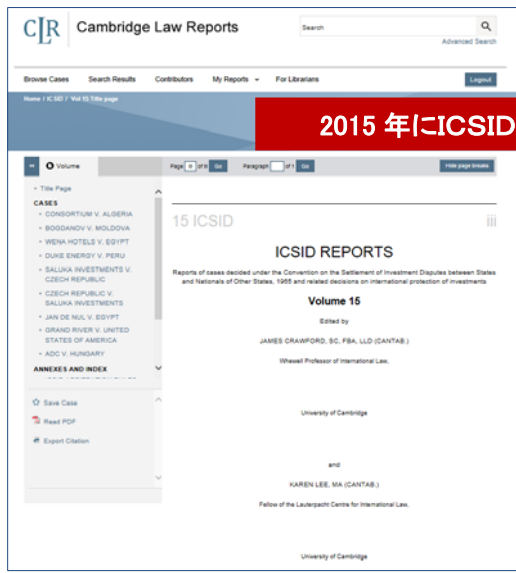 CLR Cambridge Law Reports
Search
Advanced Search
Browse Cases Search Results Contributors My Reports For Librarians Logout
Home / ICSID / Vol 15 Title page
2015 年にICSID
Volume
Page of 8 Go Paragraph of 1 Go Hide page breaks
Title Page
CASES
CONSORTIUM V. ALGERIA
BOGDANOV V. MOLDOVA
WENA HOTELS V. EGYPT
DUKE ENERGY V. PERU
SALUKA INVESTMENTS V.
CZECH REPUBLIC
CZECH REPUBLIC V.
SALUKA INVESTMENTS
JAN DE NUL V. EGYPT
GRAND RIVER V. UNITED
STATES OF AMERICA
ADC V. HUNGARY
ANNEXES AND INDEX
Save Case
Read PDF
Export Citation
15 ICSID iii
ICSID REPORTS
Reports of cases decided under the Convention on the Settlement of Investment Disputes between States
and Nationals of Other States, 1965 and related decisions on international protection of investments
Volume 15
Edited by
JAMES CRAWFORD, SC, FBA, LLD (CANTAB.)
Whewell Professor of International Law,
University of Cambridge
and
KAREN LEE, MA (CANTAB.)
Fellow of the Lauterpacht Centre for International Law,
University of Cambridge